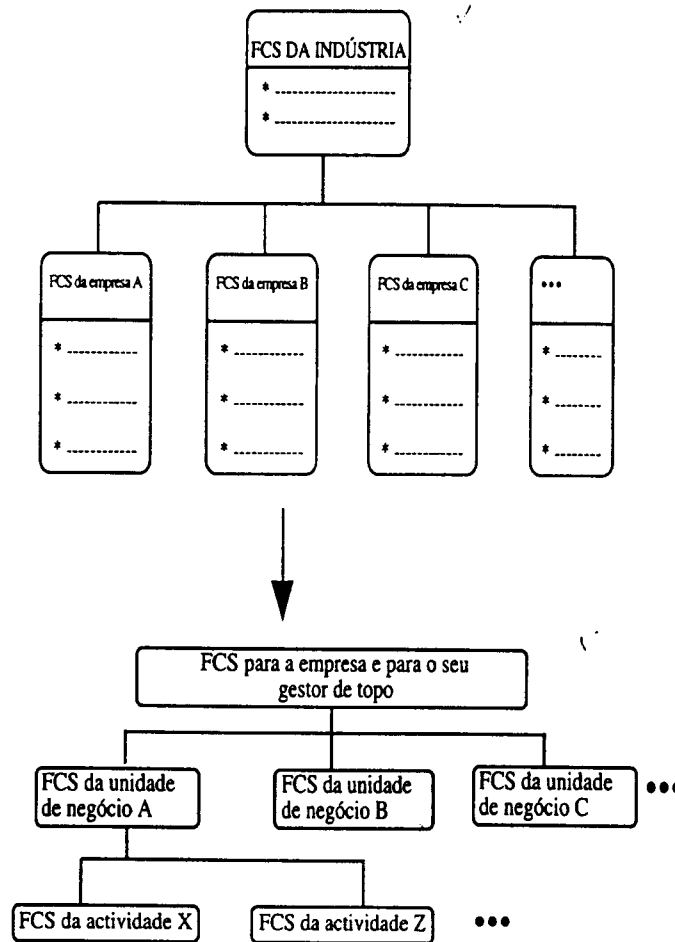 FCS DA INDÚSTRIA
* ----------------
* ----------------
FCS da empresa A
FCS da empresa B
FCS da empresa C
•••
* ----------
* ----------
* ----------
* ----------
* ----------
* ----------
* ----------
* ----------
* ----------
* ----------
* ----------
* ----------
FCS para a empresa e para o seu
gestor de topo
FCS da unidade
de negócio A
FCS da unidade
de negócio B
FCS da unidade
de negócio C
•••
FCS da actividade X
FCS da actividade Z
•••